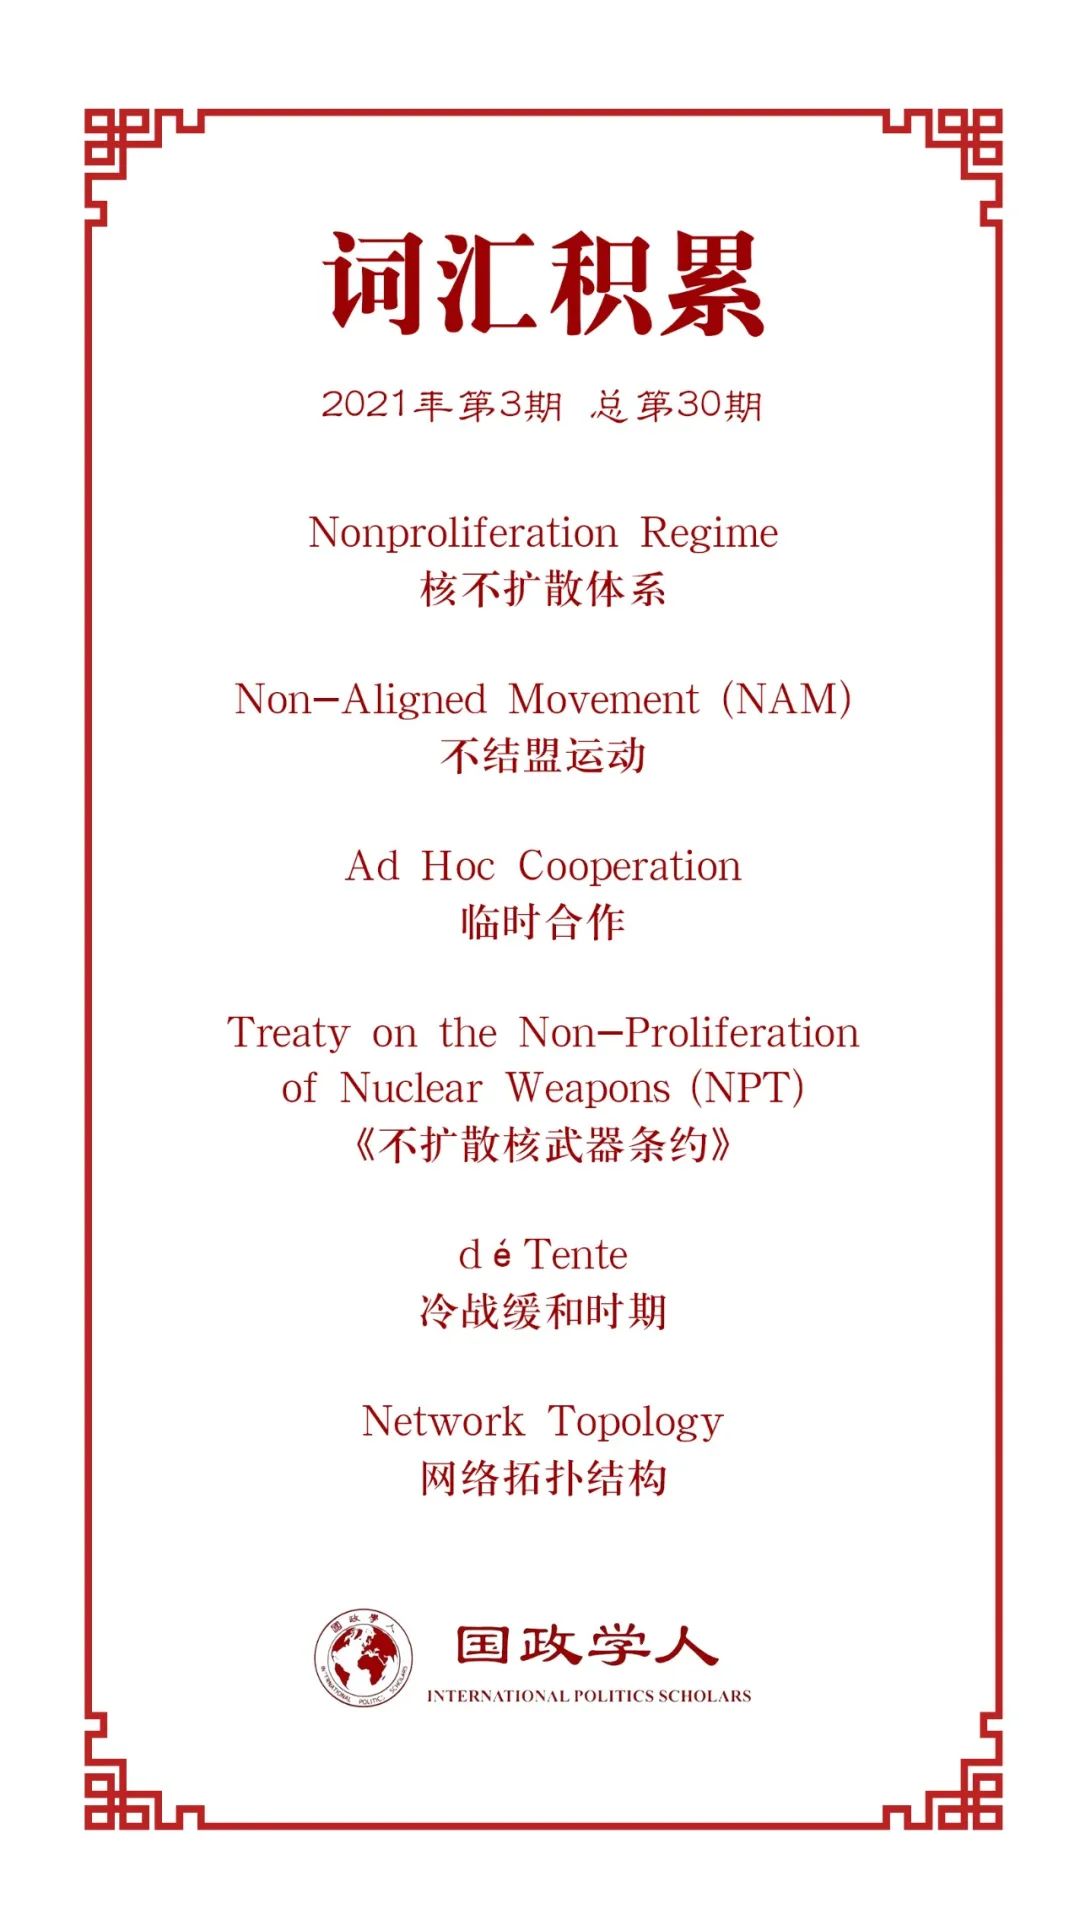 词汇积累
2021年第3期 总第30期
Nonproliferation Regime
核不扩散体系
Non-Aligned Movement (NAM)
不结盟运动
Ad Hoc Cooperation
临时合作
Treaty on the Non-Proliferation
of Nuclear Weapons (NPT)
《不扩散核武器条约》
déTente
冷战缓和时期
Network Topology
网络拓扑结构
國政學人
INTERNATIONAL POLITICS SCHOLARS
国政学人
INTERNATIONAL POLITICS SCHOLARS